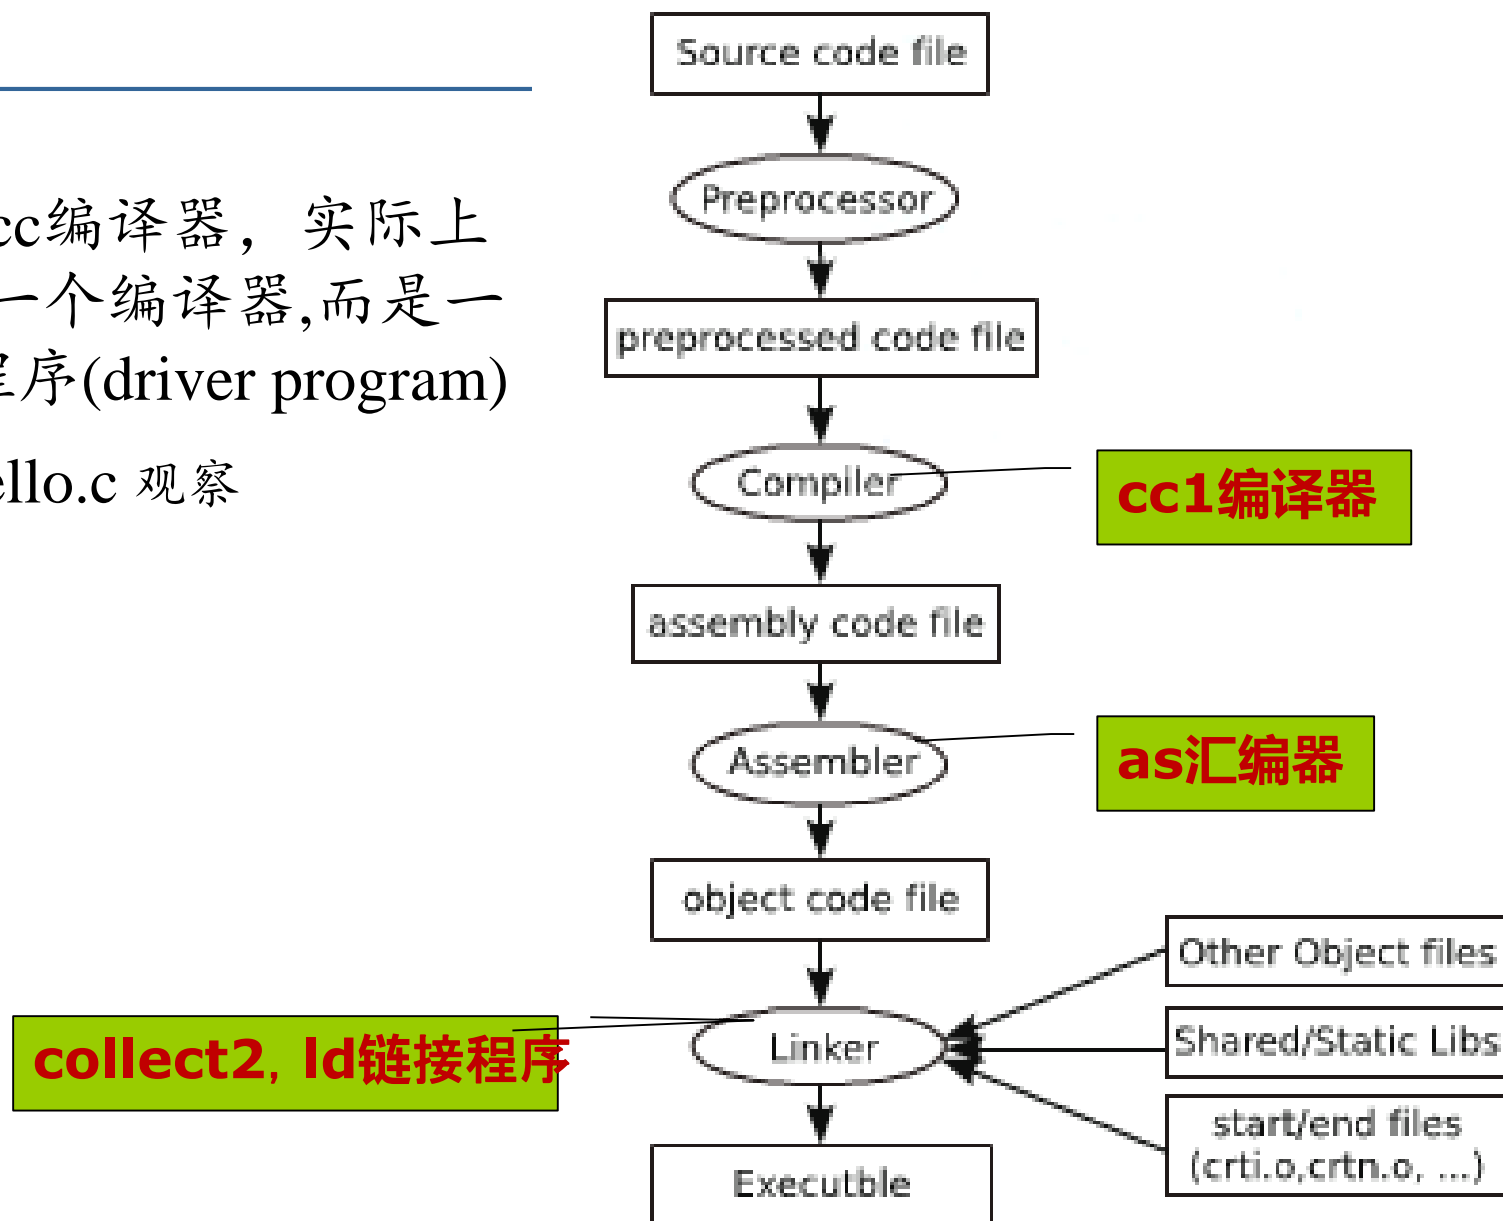 cc编译器，实际上
一个编译器,而是一
程序(driver program)
ello.c 观察
Source code file
Preprocessor
preprocessed code file
Compiler
cc1编译器
assembly code file
Assembler
as汇编器
object code file
Other Object files
Shared/Static Libs
collect2, ld链接程序
Linker
start/end files
(crti.o,crtn.o, ...)
Executble